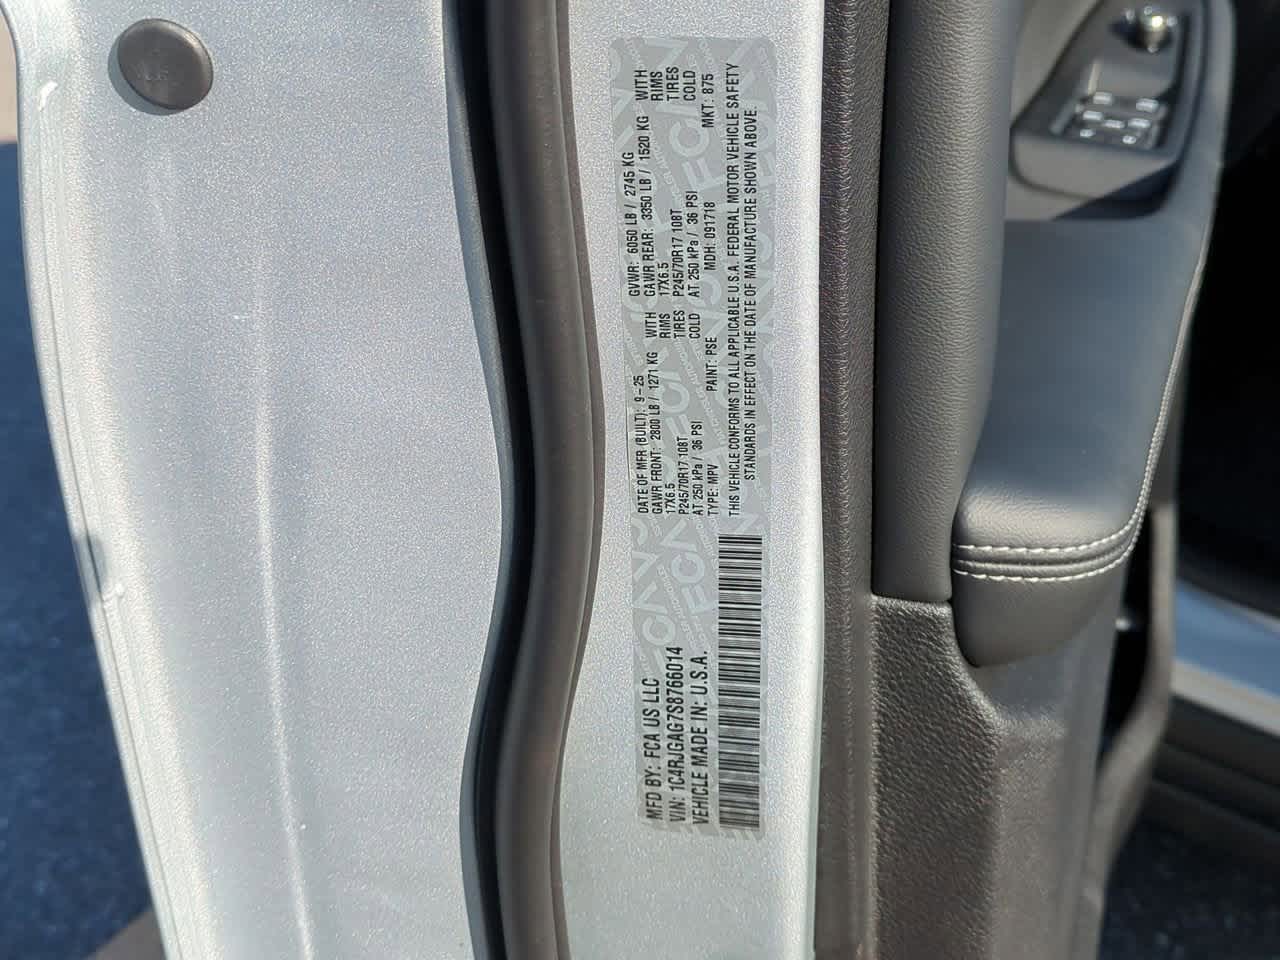 MFD BY: FCA US LLC
VIN: 1C4RJGAG7S8766014
VEHICLE MADE IN: U.S.A.
DATE OF MFR (BUILT): 9-25 GVWR: 6050 LB / 2745 KG
GAWR FRONT: 2800 LB / 1271 KG WITH GAWR REAR: 3350 LB / 1520 KG WITH
17X6.5 RIMS 17X6.5 RIMS
P245/70R17 108T TIRES P245/70R17 108T TIRES
AT 250 kPa / 36 PSI COLD AT 250 kPa / 36 PSI COLD
TYPE: MPV PAINT: PSE MDH: 091718 MKT: 875
THIS VEHICLE CONFORMS TO ALL APPLICABLE U.S.A. FEDERAL MOTOR VEHICLE SAFETY
STANDARDS IN EFFECT ON THE DATE OF MANUFACTURE SHOWN ABOVE.